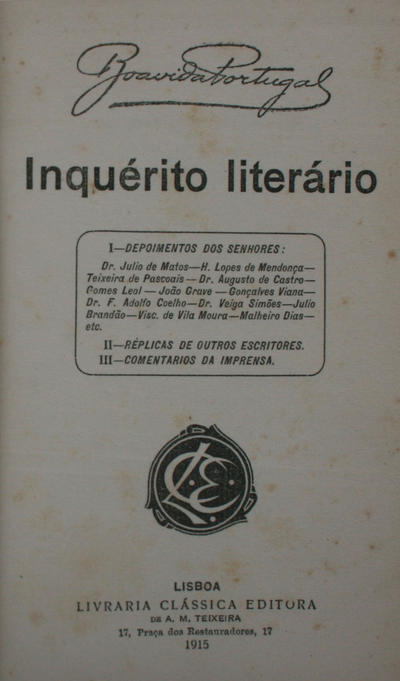 Boavida Portugal
Inquérito literário
I—DEPOIMENTOS DOS SENHORES:
Dr. Julio de Matos—H. Lopes de Mendonça—
Teixeira de Pascoais—Dr. Augusto de Castro—
Gomes Leal—João Grave—Gonçalves Viana—
Dr. F. Adolfo Coelho—Dr. Veiga Simões—Julio
Brandão—Visc. de Vila Moura—Malheiro Dias—
etc.
II—RÉPLICAS DE OUTROS ESCRITORES.
III—COMENTARIOS DA IMPRENSA.
LCE
LISBOA
LIVRARIA CLÁSSICA EDITORA
DE A. M. TEIXEIRA
17, Praça dos Restauradores, 17
1915